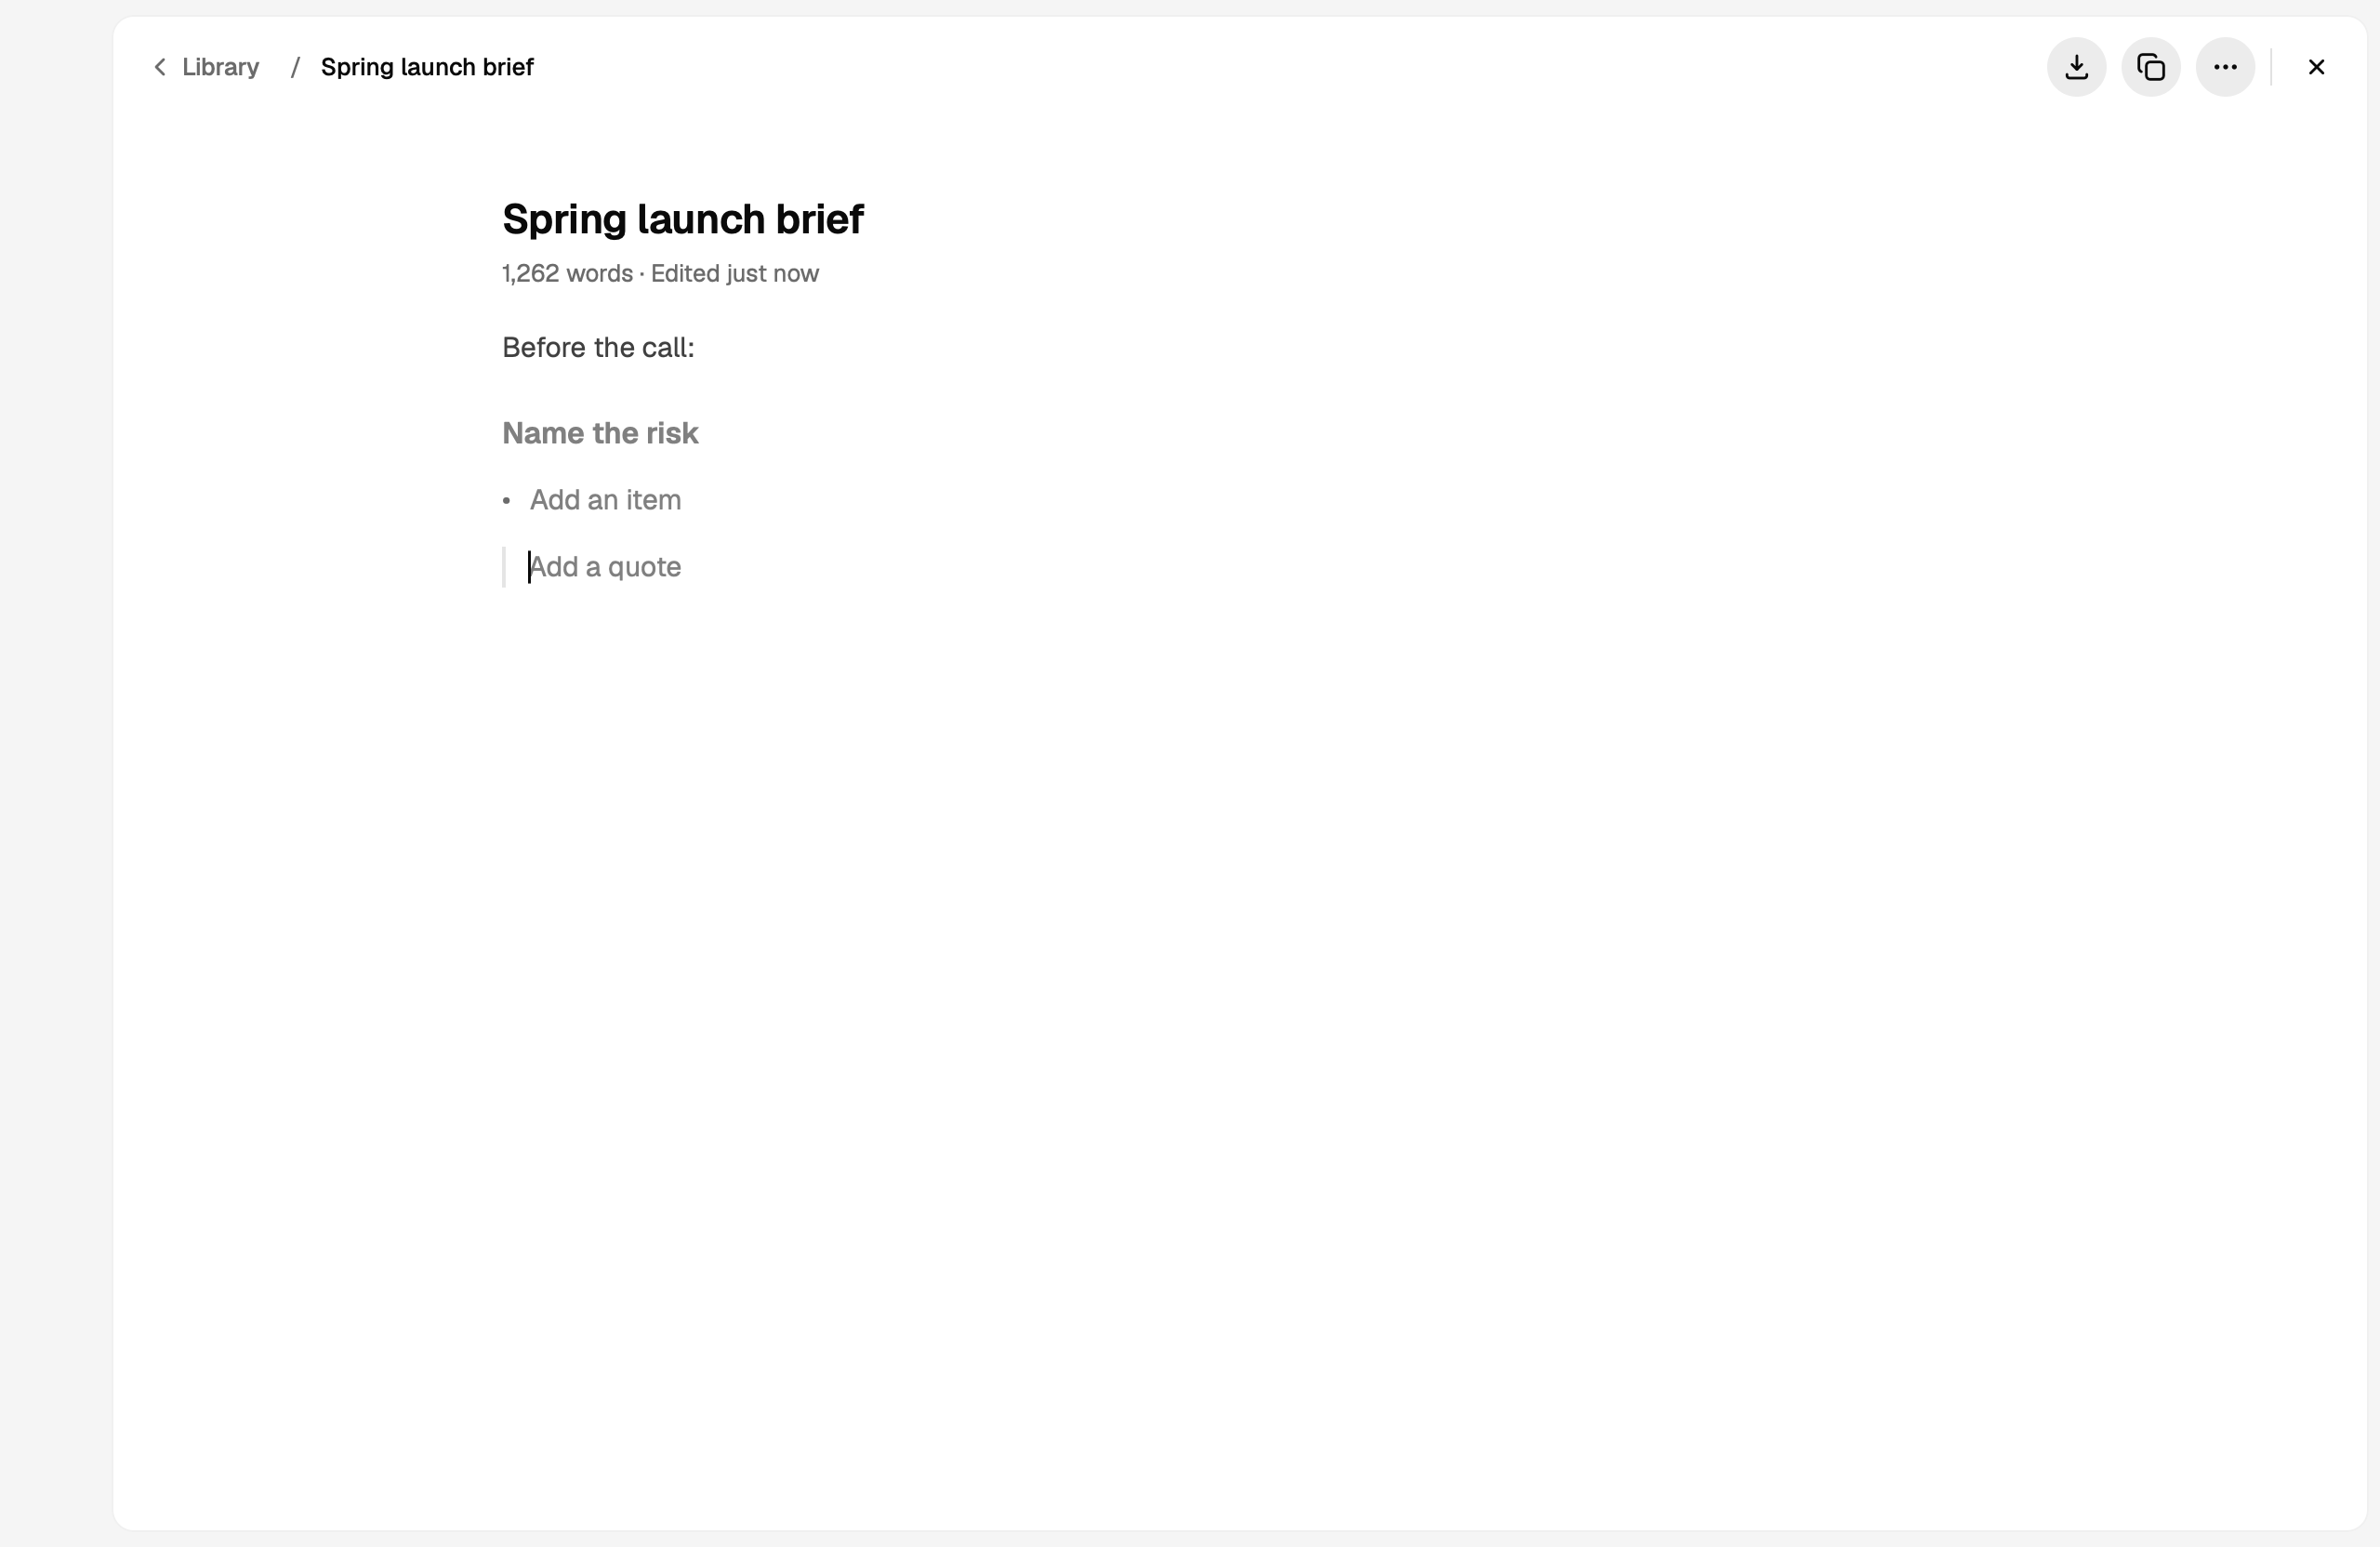 Library / Spring launch brief
Spring launch brief
1,262 words · Edited just now
Before the call:
Name the risk
• Add an item
Add a quote